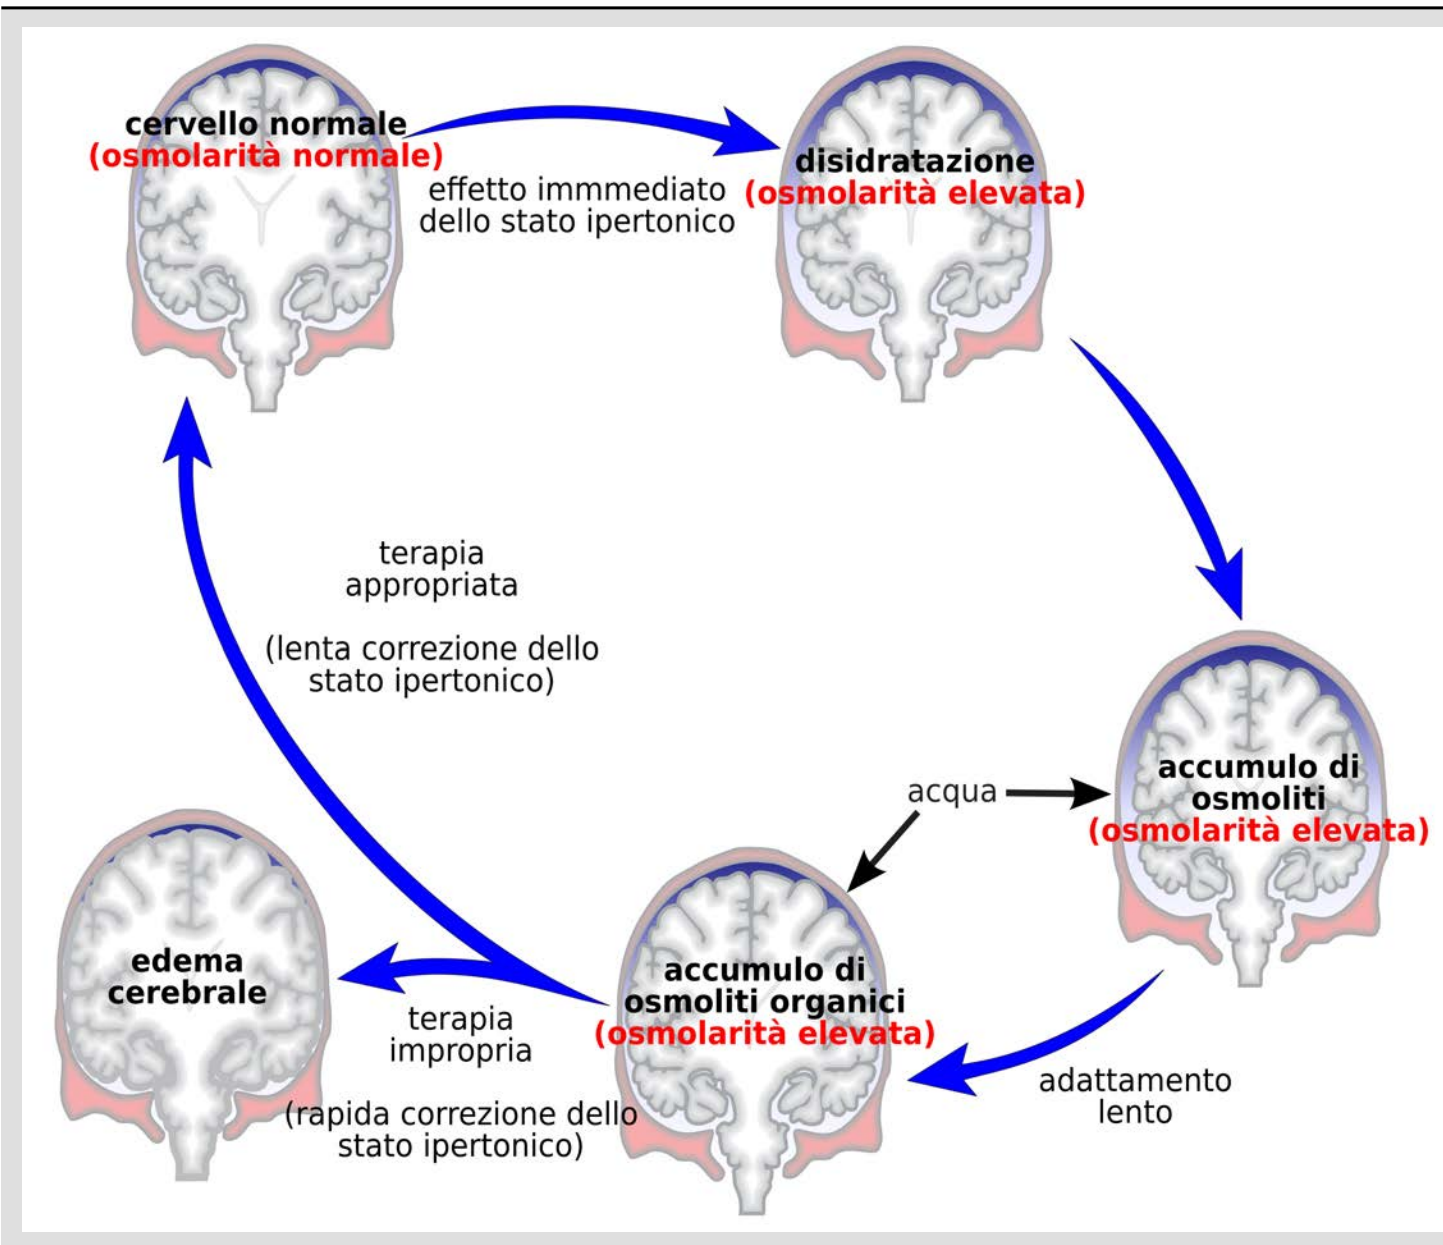 cervello normale
(osmolarità normale)
effetto immmediato
dello stato ipertonico
disidratazione
(osmolarità elevata)
terapia
appropriata
(lenta correzione dello
stato ipertonico)
acqua
accumulo di
osmoliti
(osmolarità elevata)
edema
cerebrale
accumulo di
osmoliti organici
(osmolarità elevata)
terapia
impropria
(rapida correzione dello
stato ipertonico)
adattamento
lento